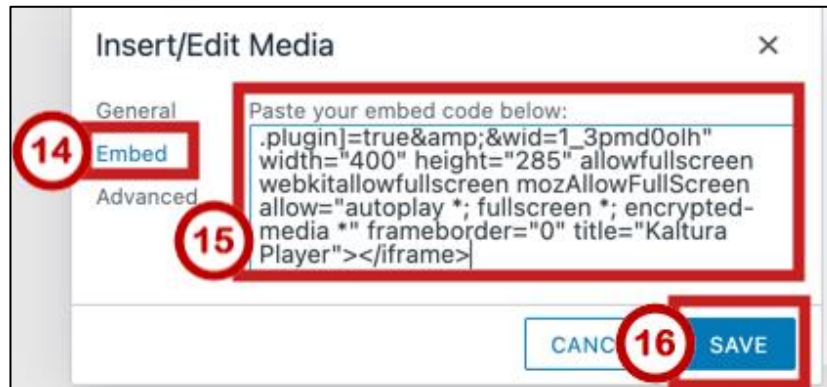 Insert/Edit Media
×
General
Paste your embed code below:
14
Embed
Advanced
.plugin]=true&amp;&wid=1_3pmd0olh"
width="400" height="285" allowfullscreen
webkitallowfullscreen mozAllowFullScreen
allow="autoplay *; fullscreen *; encrypted-
media *" frameborder="0" title="Kaltura
Player"></iframe>
15
CANC
16
SAVE